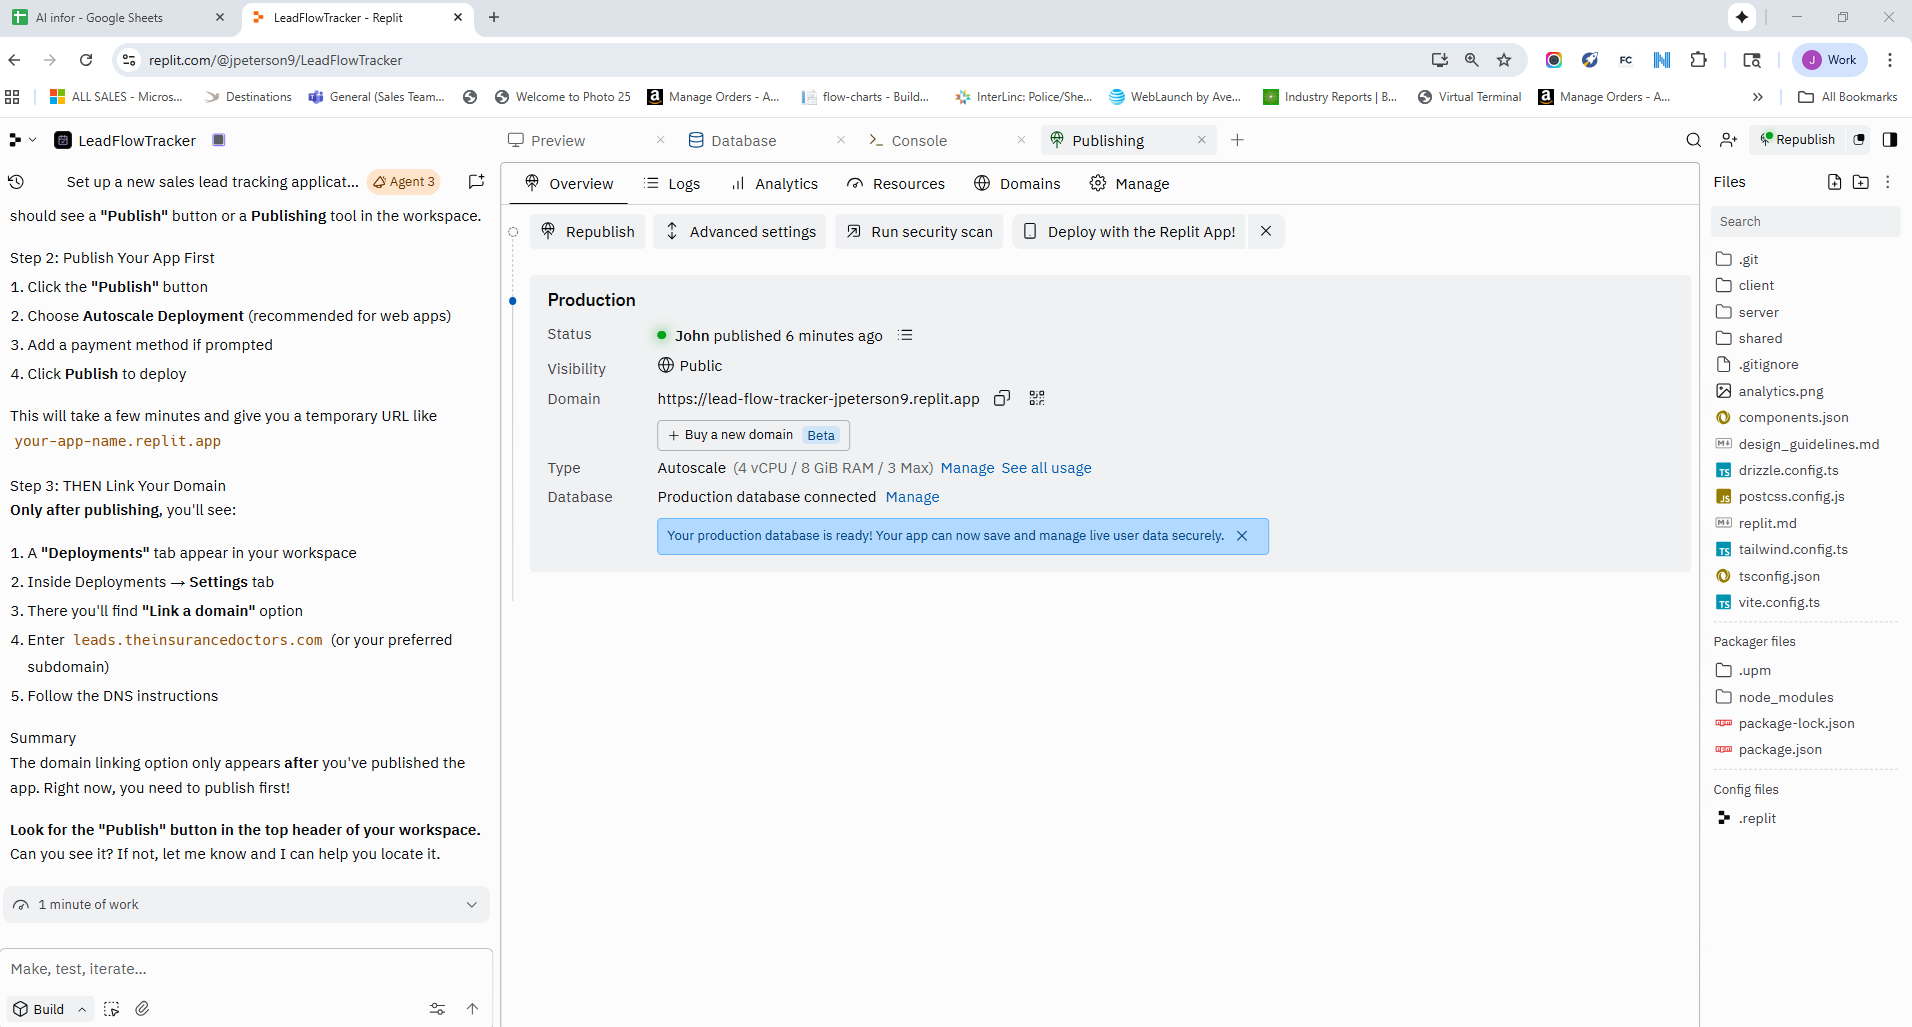 AI infor - Google Sheets
LeadFlowTracker - Replit
replit.com/@jpeterson9/LeadFlowTracker
FC
J Work
ALL SALES - Micros...
Destinations
General (Sales Team...
Welcome to Photo 25
Manage Orders - A...
flow-charts - Build...
InterLinc: Police/She...
WebLaunch by Ave...
Industry Reports | B...
Virtual Terminal
Manage Orders - A...
All Bookmarks
LeadFlowTracker
Preview
Database
Console
Publishing
Republish
Set up a new sales lead tracking applicat...
Agent 3
should see a "Publish" button or a Publishing tool in the workspace.
Step 2: Publish Your App First
1. Click the "Publish" button
2. Choose Autoscale Deployment (recommended for web apps)
3. Add a payment method if prompted
4. Click Publish to deploy
This will take a few minutes and give you a temporary URL like
your-app-name.replit.app
Step 3: THEN Link Your Domain
Only after publishing, you'll see:
1. A "Deployments" tab appear in your workspace
2. Inside Deployments → Settings tab
3. There you'll find "Link a domain" option
4. Enter leads.theinsurancedoctors.com (or your preferred
subdomain)
5. Follow the DNS instructions
Summary
The domain linking option only appears after you've published the
app. Right now, you need to publish first!
Look for the "Publish" button in the top header of your workspace.
Can you see it? If not, let me know and I can help you locate it.
1 minute of work
Make, test, iterate...
Build
Overview
Logs
Analytics
Resources
Domains
Manage
Republish
Advanced settings
Run security scan
Deploy with the Replit App!
Production
Status
John published 6 minutes ago
Visibility
Public
Domain
https://lead-flow-tracker-jpeterson9.replit.app
+ Buy a new domain Beta
Type
Autoscale (4 vCPU / 8 GiB RAM / 3 Max) Manage See all usage
Database
Production database connected Manage
Your production database is ready! Your app can now save and manage live user data securely.
Files
Search
.git
client
server
shared
.gitignore
analytics.png
components.json
design_guidelines.md
TS drizzle.config.ts
JS postcss.config.js
replit.md
TS tailwind.config.ts
tsconfig.json
TS vite.config.ts
Packager files
.upm
node_modules
npm package-lock.json
npm package.json
Config files
.replit